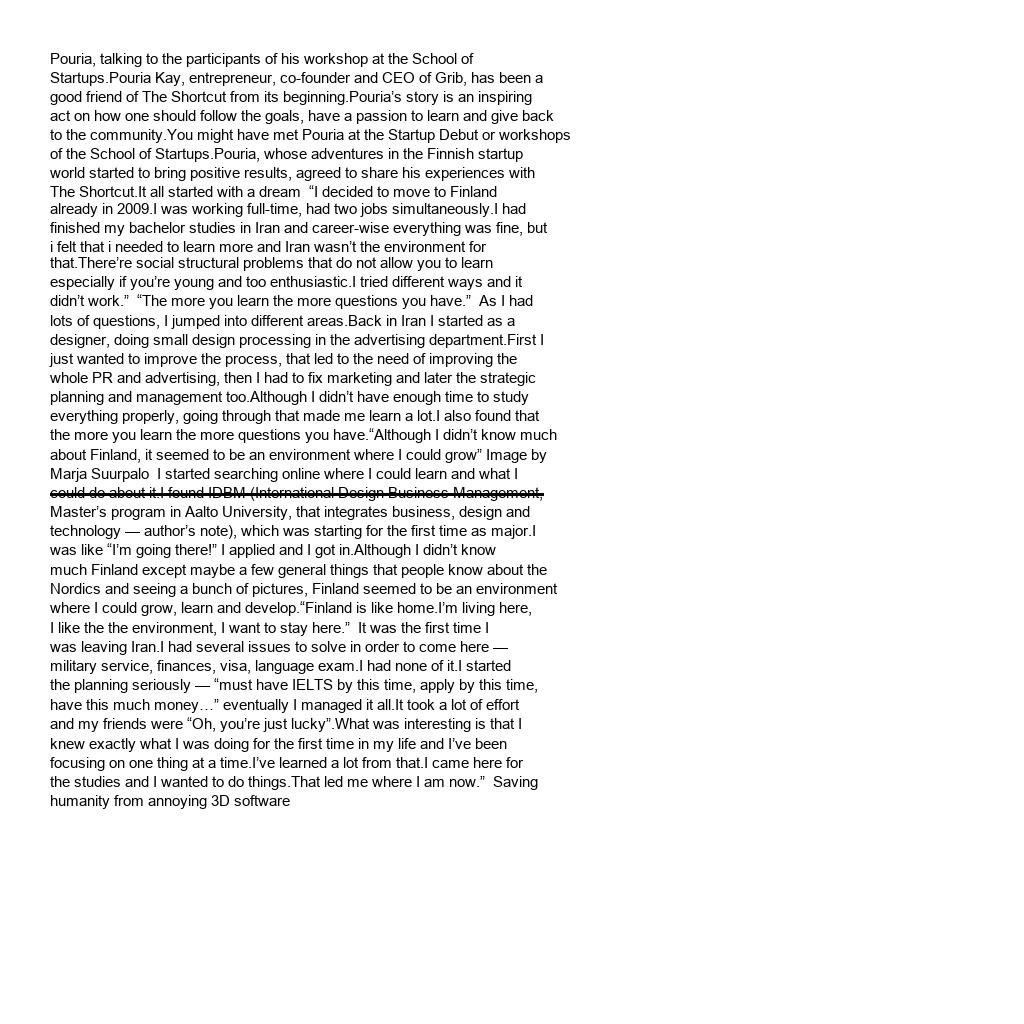 Pouria, talking to the participants of his workshop at the School of
Startups.Pouria Kay, entrepreneur, co-founder and CEO of Grib, has been a
good friend of The Shortcut from its beginning.Pouria’s story is an inspiring
act on how one should follow the goals, have a passion to learn and give back
to the community.You might have met Pouria at the Startup Debut or workshops
of the School of Startups.Pouria, whose adventures in the Finnish startup
world started to bring positive results, agreed to share his experiences with
The Shortcut.It all started with a dream  “I decided to move to Finland
already in 2009.I was working full-time, had two jobs simultaneously.I had
finished my bachelor studies in Iran and career-wise everything was fine, but
i felt that i needed to learn more and Iran wasn’t the environment for
that.There’re social structural problems that do not allow you to learn
especially if you’re young and too enthusiastic.I tried different ways and it
didn’t work.”  “The more you learn the more questions you have.”  As I had
lots of questions, I jumped into different areas.Back in Iran I started as a
designer, doing small design processing in the advertising department.First I
just wanted to improve the process, that led to the need of improving the
whole PR and advertising, then I had to fix marketing and later the strategic
planning and management too.Although I didn’t have enough time to study
everything properly, going through that made me learn a lot.I also found that
the more you learn the more questions you have.“Although I didn’t know much
about Finland, it seemed to be an environment where I could grow” Image by
Marja Suurpalo  I started searching online where I could learn and what I
could do about it.I found IDBM (International Design Business Management,
Master’s program in Aalto University, that integrates business, design and
technology — author’s note), which was starting for the first time as major.I
was like “I’m going there!” I applied and I got in.Although I didn’t know
much Finland except maybe a few general things that people know about the
Nordics and seeing a bunch of pictures, Finland seemed to be an environment
where I could grow, learn and develop.“Finland is like home.I’m living here,
I like the the environment, I want to stay here.”  It was the first time I
was leaving Iran.I had several issues to solve in order to come here —
military service, finances, visa, language exam.I had none of it.I started
the planning seriously — “must have IELTS by this time, apply by this time,
have this much money…” eventually I managed it all.It took a lot of effort
and my friends were “Oh, you’re just lucky”.What was interesting is that I
knew exactly what I was doing for the first time in my life and I’ve been
focusing on one thing at a time.I’ve learned a lot from that.I came here for
the studies and I wanted to do things.That led me where I am now.”  Saving
humanity from annoying 3D software